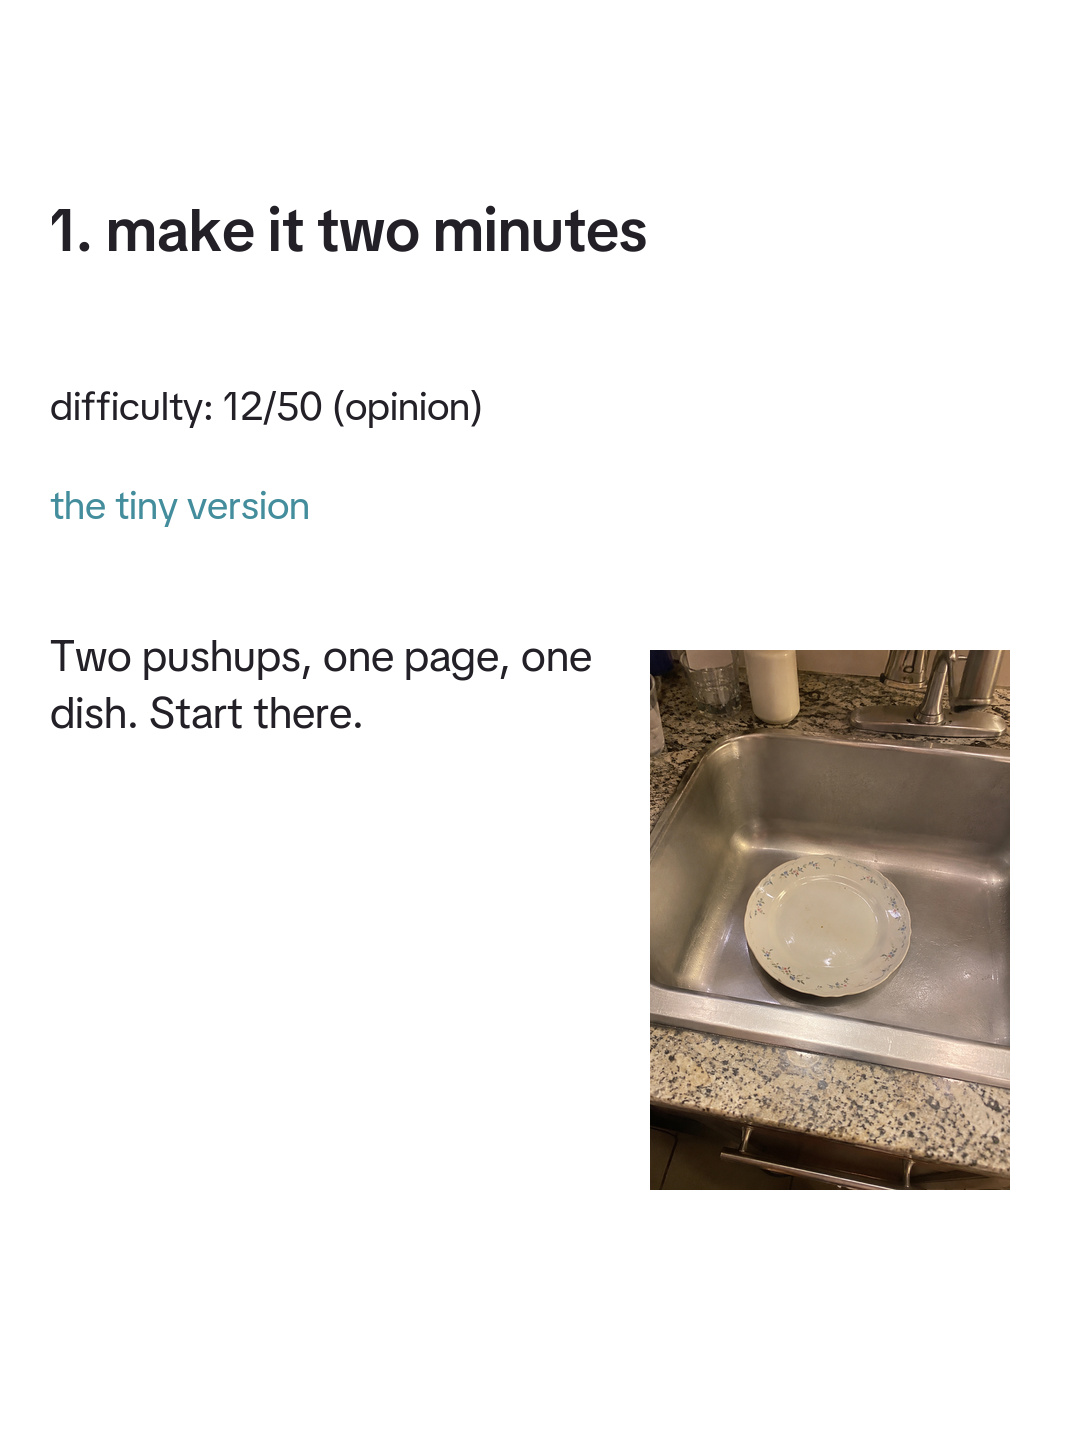 1. make it two minutes
difficulty: 12/50 (opinion)
the tiny version
Two pushups, one page, one
dish. Start there.